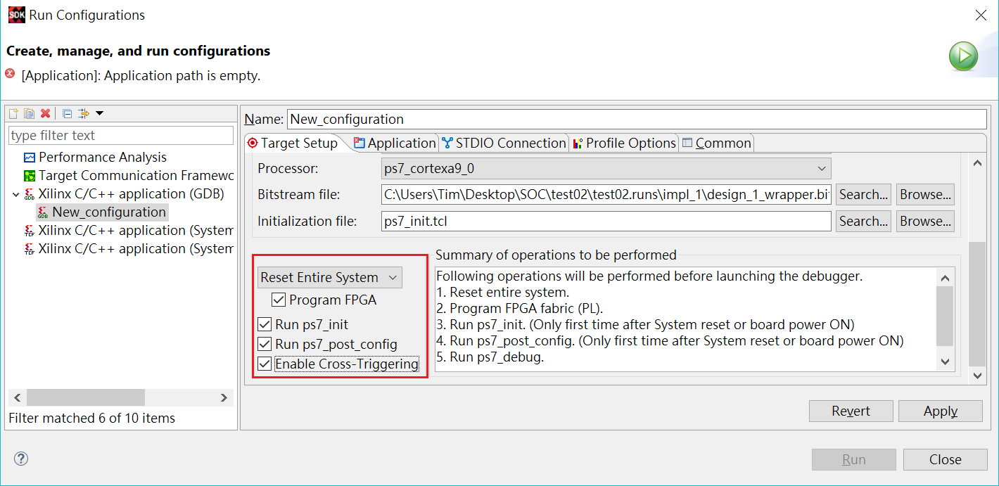 SDK Run Configurations
Create, manage, and run configurations
[Application]: Application path is empty.
type filter text
Performance Analysis
Target Communication Framewc
Xilinx C/C++ application (GDB)
New_configuration
Xilinx C/C++ application (System
Xilinx C/C++ application (System
Filter matched 6 of 10 items
Name: New_configuration
Target Setup Application STDIO Connection Profile Options Common
Processor: ps7_cortexa9_0
Bitstream file: C:\Users\Tim\Desktop\SOC\test02\test02.runs\impl_1\design_1_wrapper.bit Search... Browse...
Initialization file: ps7_init.tcl Search... Browse...
Reset Entire System
Program FPGA
Run ps7_init
Run ps7_post_config
Enable Cross-Triggering
Summary of operations to be performed
Following operations will be performed before launching the debugger.
1. Reset entire system.
2. Program FPGA fabric (PL).
3. Run ps7_init. (Only first time after System reset or board power ON)
4. Run ps7_post_config. (Only first time after System reset or board power ON)
5. Run ps7_debug.
Revert Apply
? Run Close